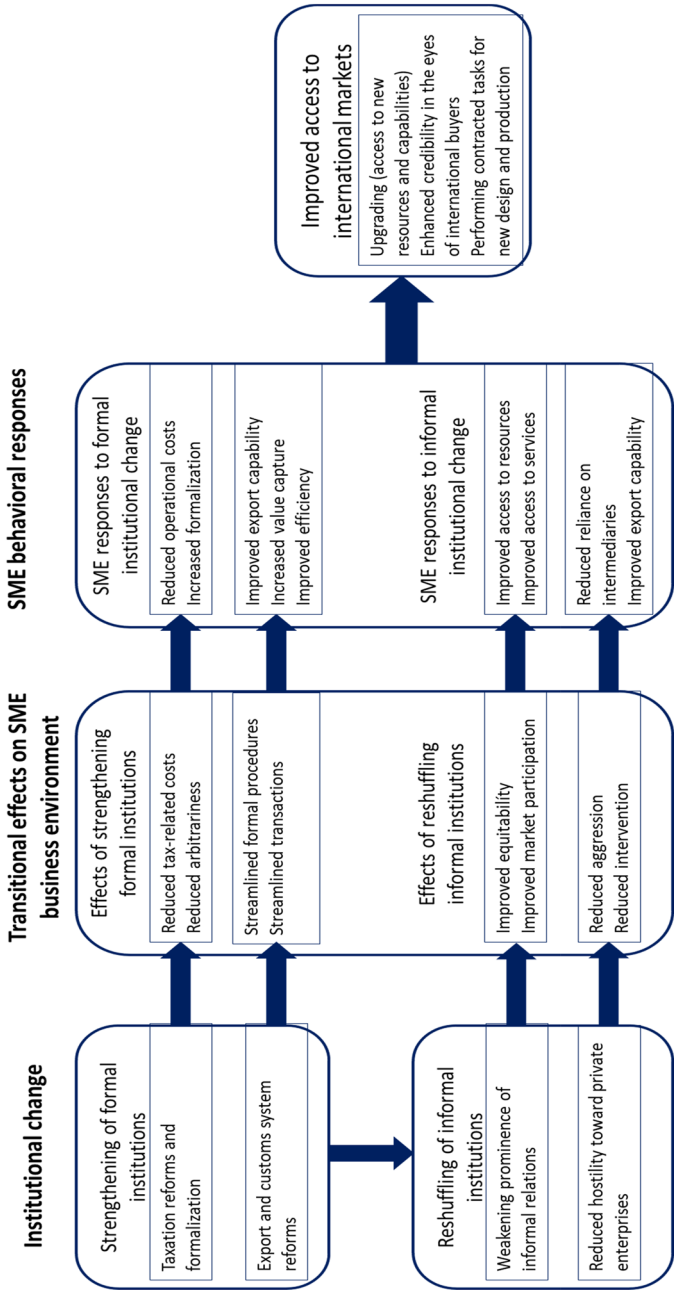 Institutional change
Strengthening of formal
institutions
Taxation reforms and
formalization
Export and customs system
reforms
Reshuffling of informal
institutions
Weakening prominence of
informal relations
Reduced hostility toward private
enterprises
Transitional effects on SME
business environment
Effects of strengthening
formal institutions
Reduced tax-related costs
Reduced arbitrariness
Streamlined formal procedures
Streamlined transactions
Effects of reshuffling
informal institutions
Improved equitability
Improved market participation
Reduced aggression
Reduced intervention
SME behavioral responses
SME responses to formal
institutional change
Reduced operational costs
Increased formalization
Improved export capability
Increased value capture
Improved efficiency
SME responses to informal
institutional change
Improved access to resources
Improved access to services
Reduced reliance on
intermediaries
Improved export capability
Improved access to
international markets
Upgrading (access to new
resources and capabilities)
Enhanced credibility in the eyes
of international buyers
Performing contracted tasks for
new design and production